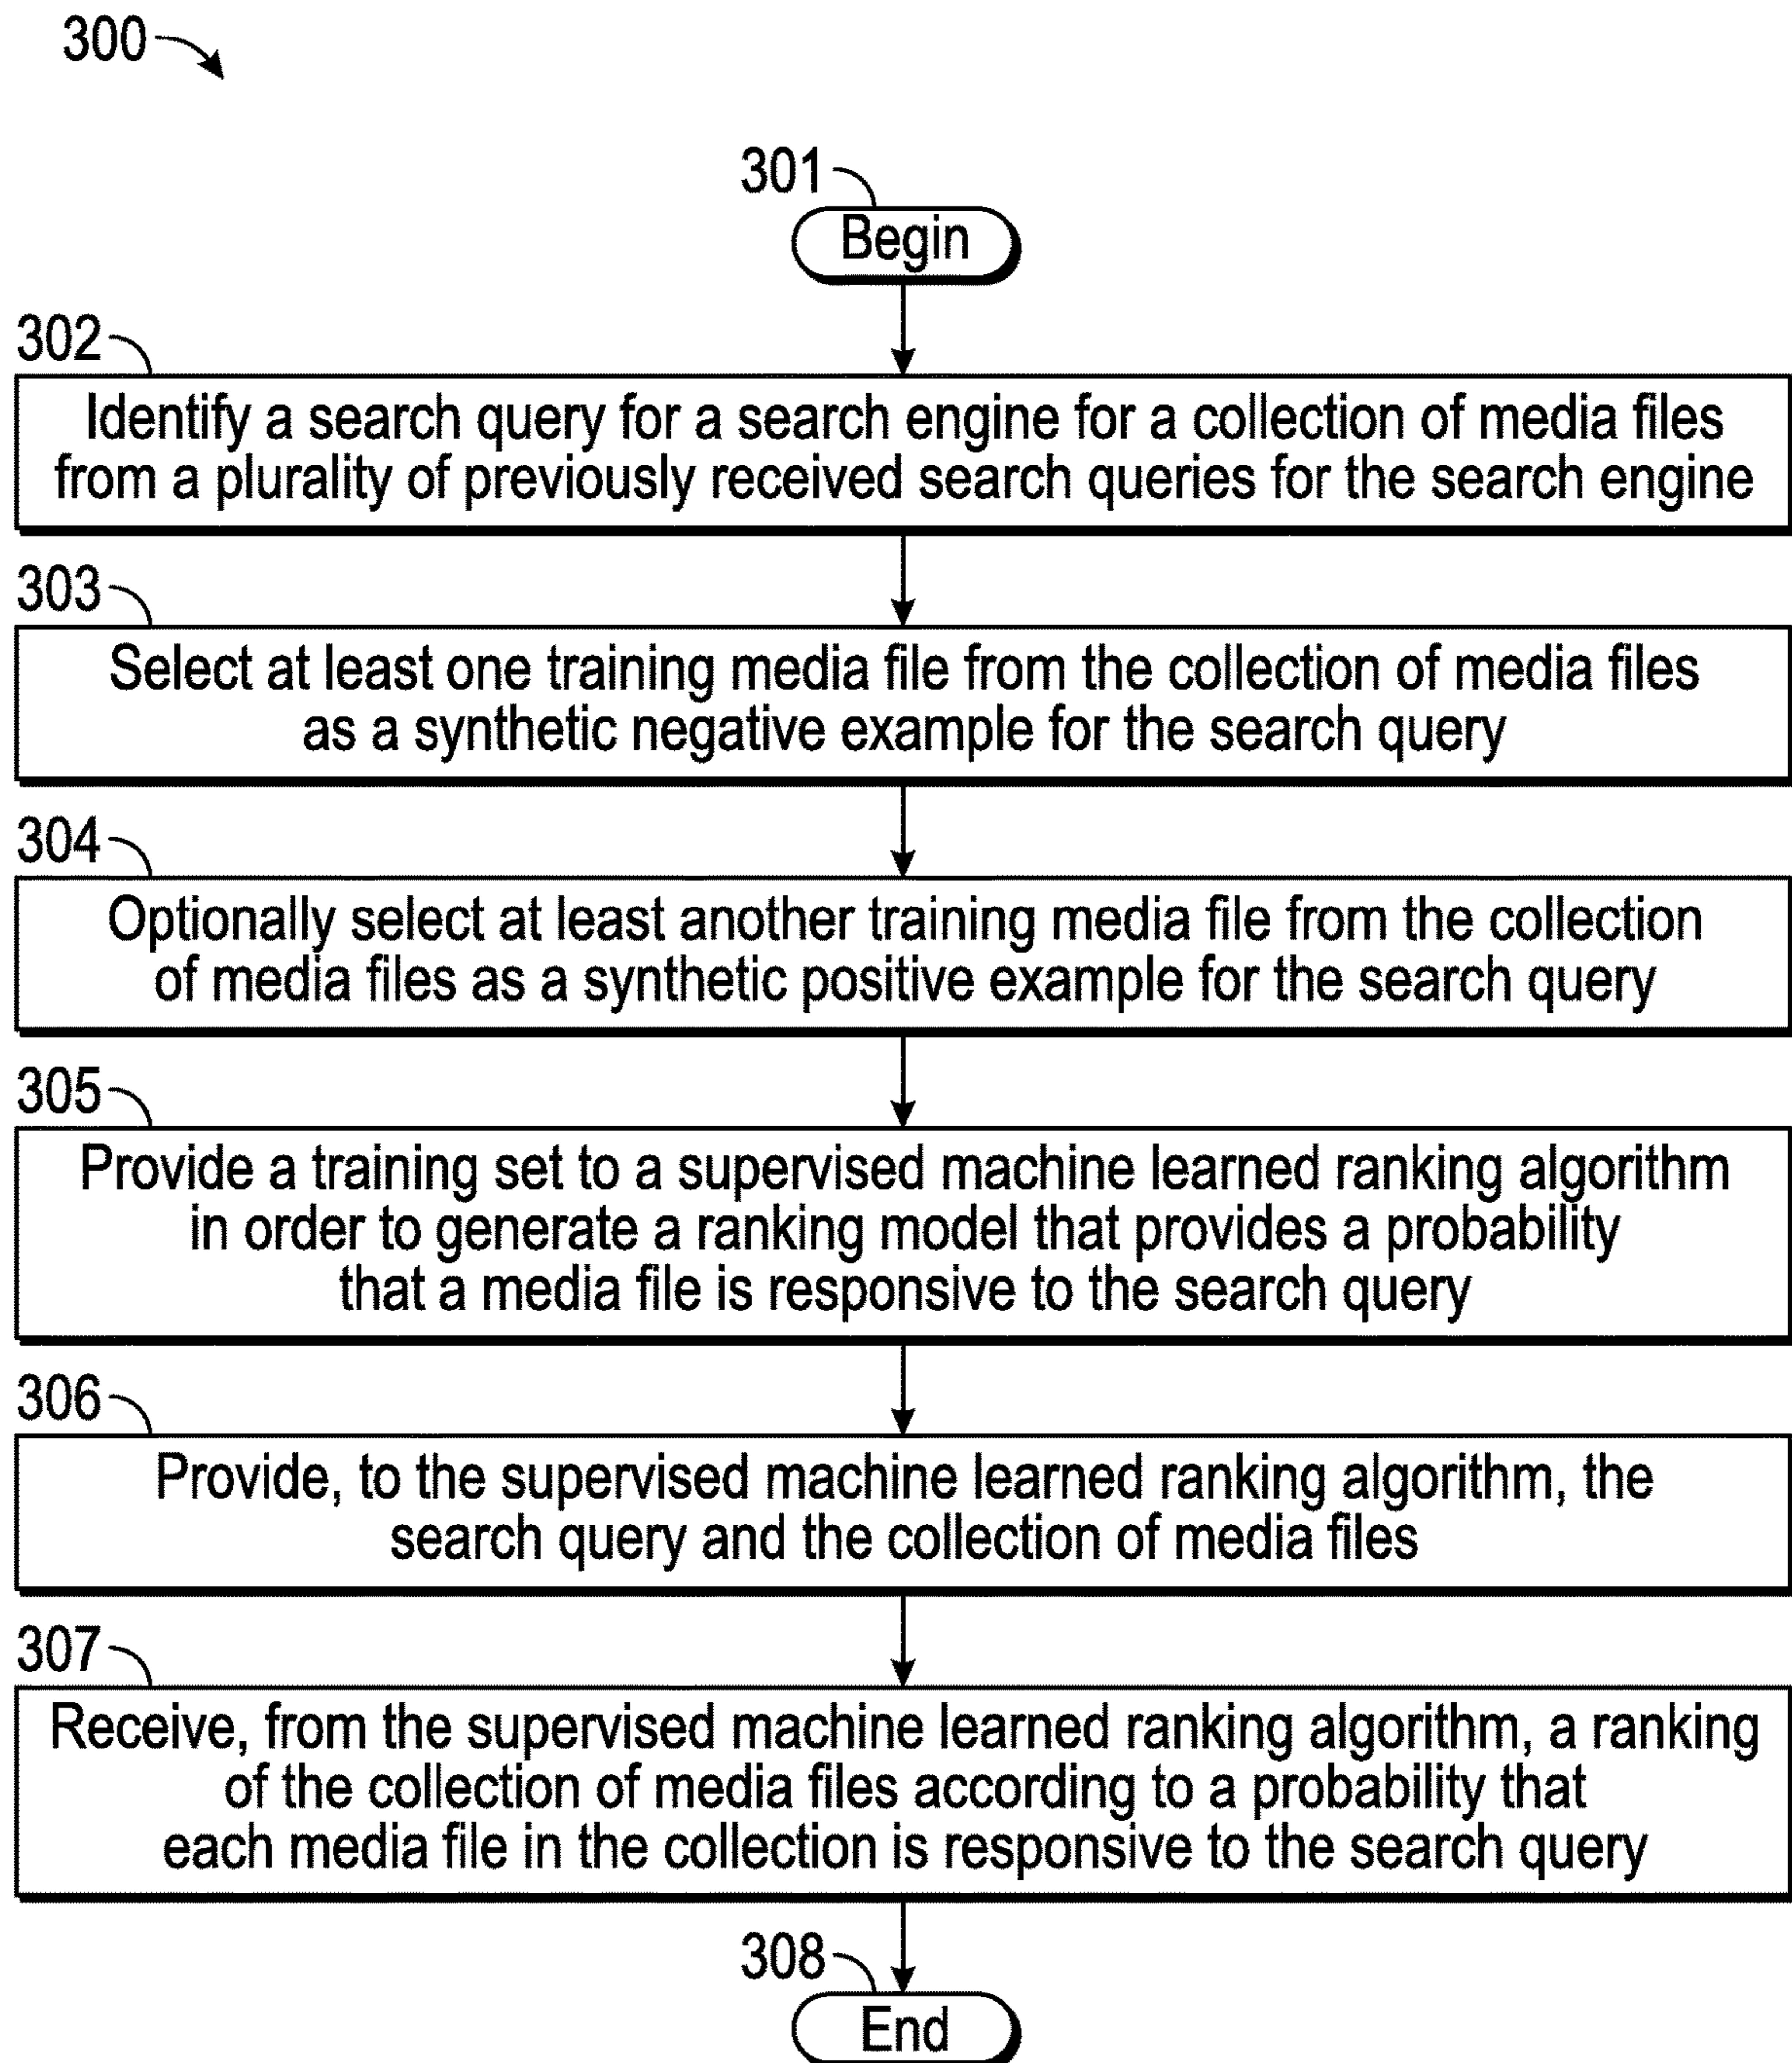 300
301
Begin
302
Identify a search query for a search engine for a collection of media files
from a plurality of previously received search queries for the search engine
303
Select at least one training media file from the collection of media files
as a synthetic negative example for the search query
304
Optionally select at least another training media file from the collection
of media files as a synthetic positive example for the search query
305
Provide a training set to a supervised machine learned ranking algorithm
in order to generate a ranking model that provides a probability
that a media file is responsive to the search query
306
Provide, to the supervised machine learned ranking algorithm, the
search query and the collection of media files
307
Receive, from the supervised machine learned ranking algorithm, a ranking
of the collection of media files according to a probability that
each media file in the collection is responsive to the search query
308
End